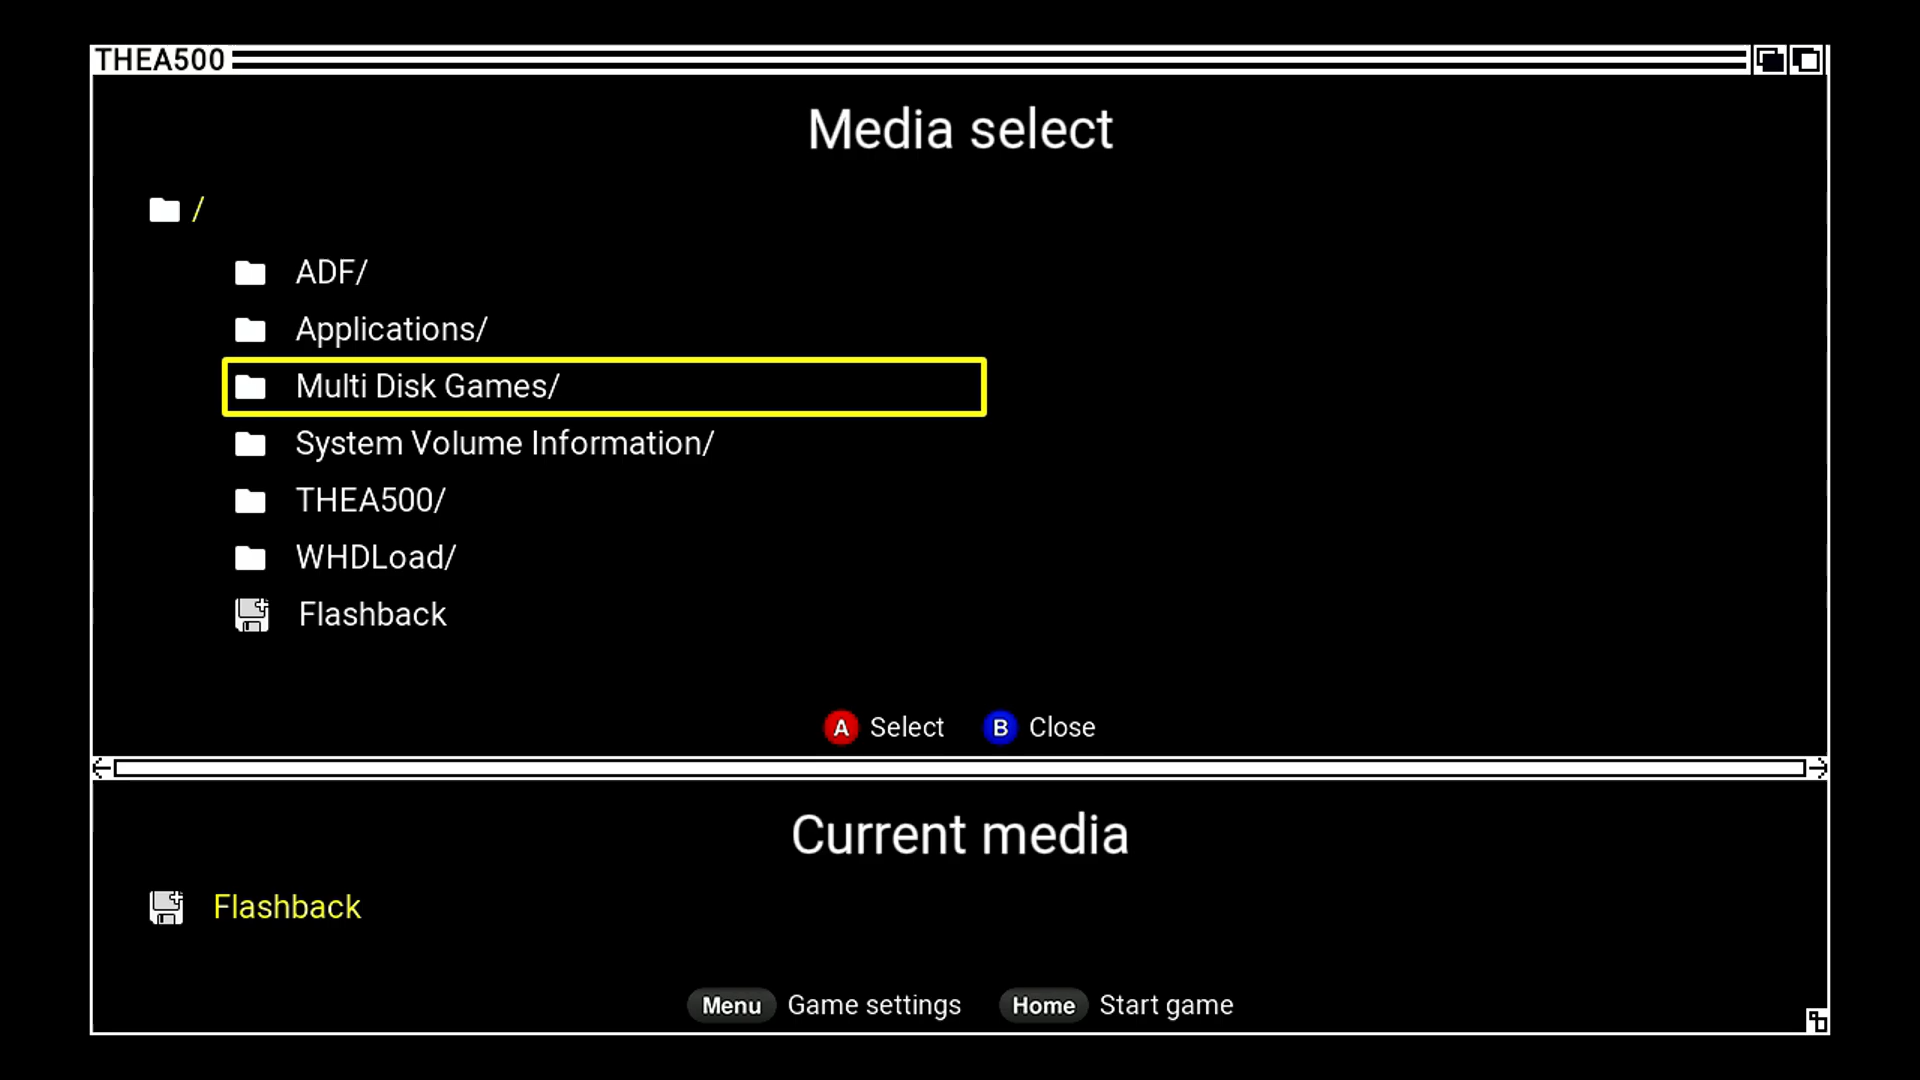 THEA500
Media select
/
ADF/
Applications/
Multi Disk Games/
System Volume Information/
THEA500/
WHDLoad/
Flashback
A Select B Close
Current media
Flashback
Menu Game settings Home Start game